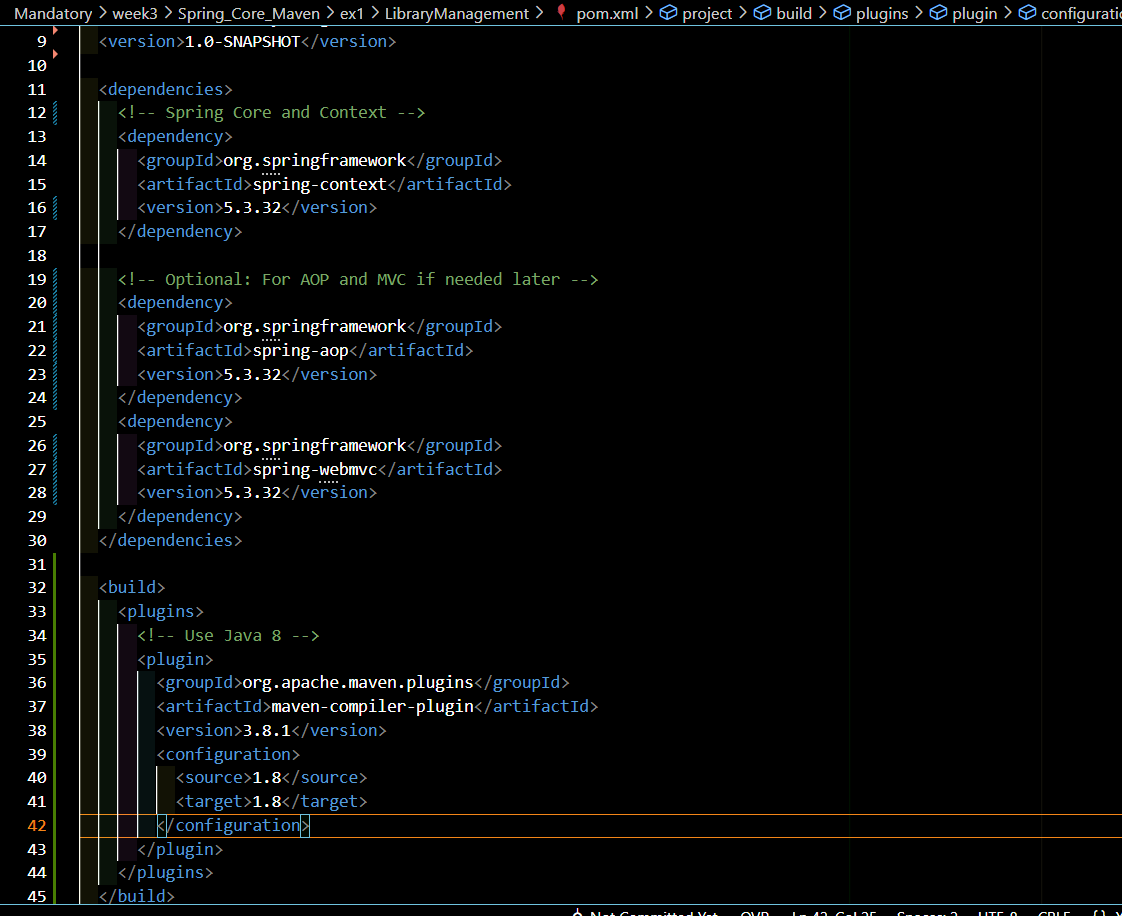 Mandatory > week3 > Spring_Core_Maven > ex1 > LibraryManagement > pom.xml > project > build > plugins > plugin >
9 <version>1.0-SNAPSHOT</version>
10
11 <dependencies>
12 <!-- Spring Core and Context -->
13 <dependency>
14 <groupId>org.springframework</groupId>
15 <artifactId>spring-context</artifactId>
16 <version>5.3.32</version>
17 </dependency>
18
19 <!-- Optional: For AOP and MVC if needed later -->
20 <dependency>
21 <groupId>org.springframework</groupId>
22 <artifactId>spring-aop</artifactId>
23 <version>5.3.32</version>
24 </dependency>
25 <dependency>
26 <groupId>org.springframework</groupId>
27 <artifactId>spring-webmvc</artifactId>
28 <version>5.3.32</version>
29 </dependency>
30 </dependencies>
31
32 <build>
33 <plugins>
34 <!-- Use Java 8 -->
35 <plugin>
36 <groupId>org.apache.maven.plugins</groupId>
37 <artifactId>maven-compiler-plugin</artifactId>
38 <version>3.8.1</version>
39 <configuration>
40 <source>1.8</source>
41 <target>1.8</target>
42 </configuration>
43 </plugin>
44 </plugins>
45 </build>